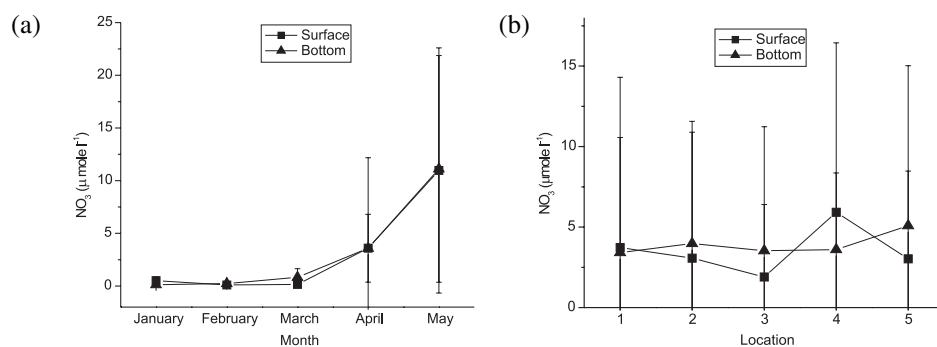 (a)
25
20
15
10
5
0
NO3 (μmole l-1)
Surface
Bottom
January February March April May
Month
(b)
15
10
5
0
NO3 (μmole l-1)
Surface
Bottom
1 2 3 4 5
Location